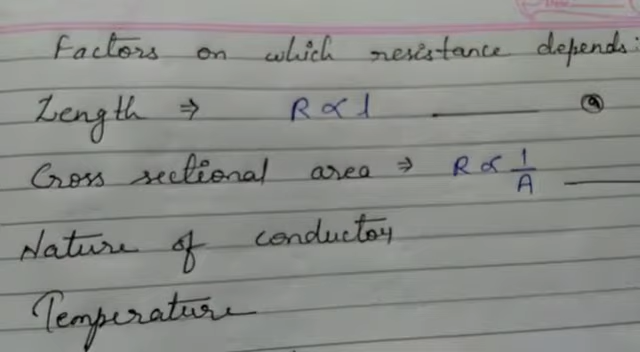 Factors on which resistance depends:
Length ⇒ R ∝ l —— (a)
Cross sectional area ⇒ R ∝ 1/A ——
Nature of conductor
Temperature